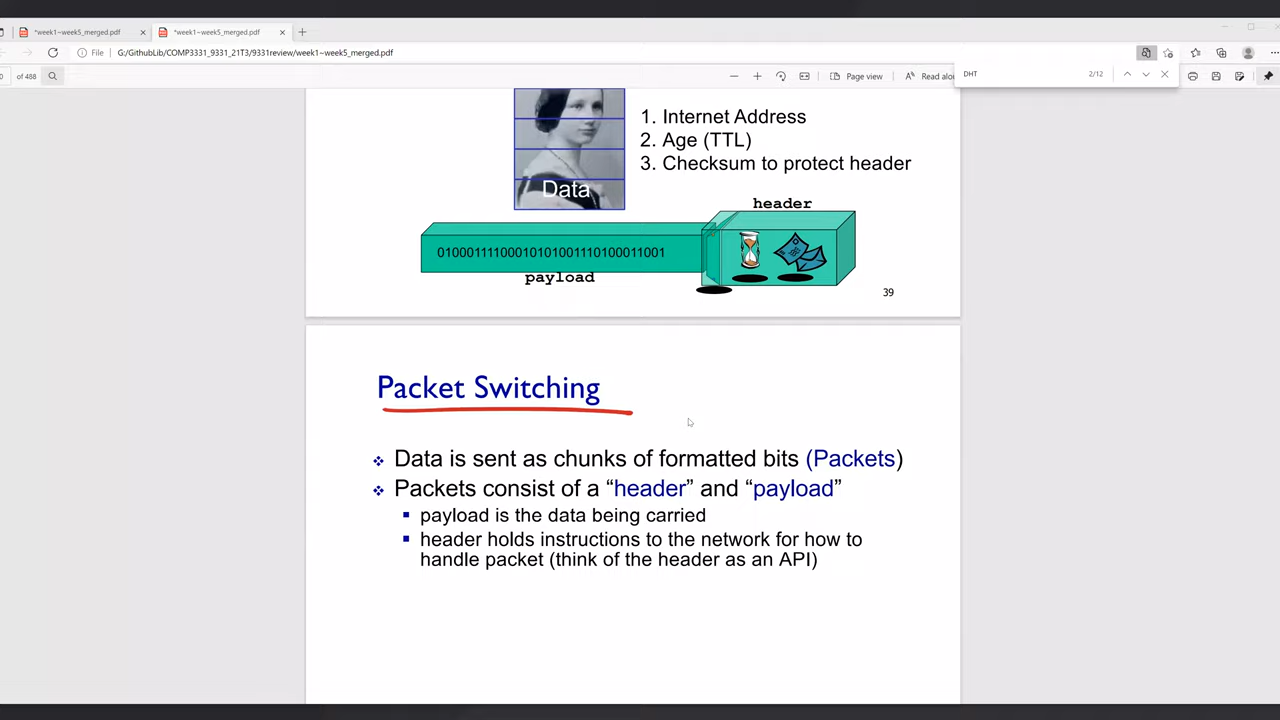 *week1~week5_merged.pdf
*week1~week5_merged.pdf
File G:/GithubLib/COMP3331_9331_21T3/9331review/week1~week5_merged.pdf
of 488
Page view
Read alo
DHT 2/12
1. Internet Address
2. Age (TTL)
3. Checksum to protect header
Data
header
payload
39
Packet Switching
❖ Data is sent as chunks of formatted bits (Packets)
❖ Packets consist of a “header” and “payload”
▪ payload is the data being carried
▪ header holds instructions to the network for how to
handle packet (think of the header as an API)